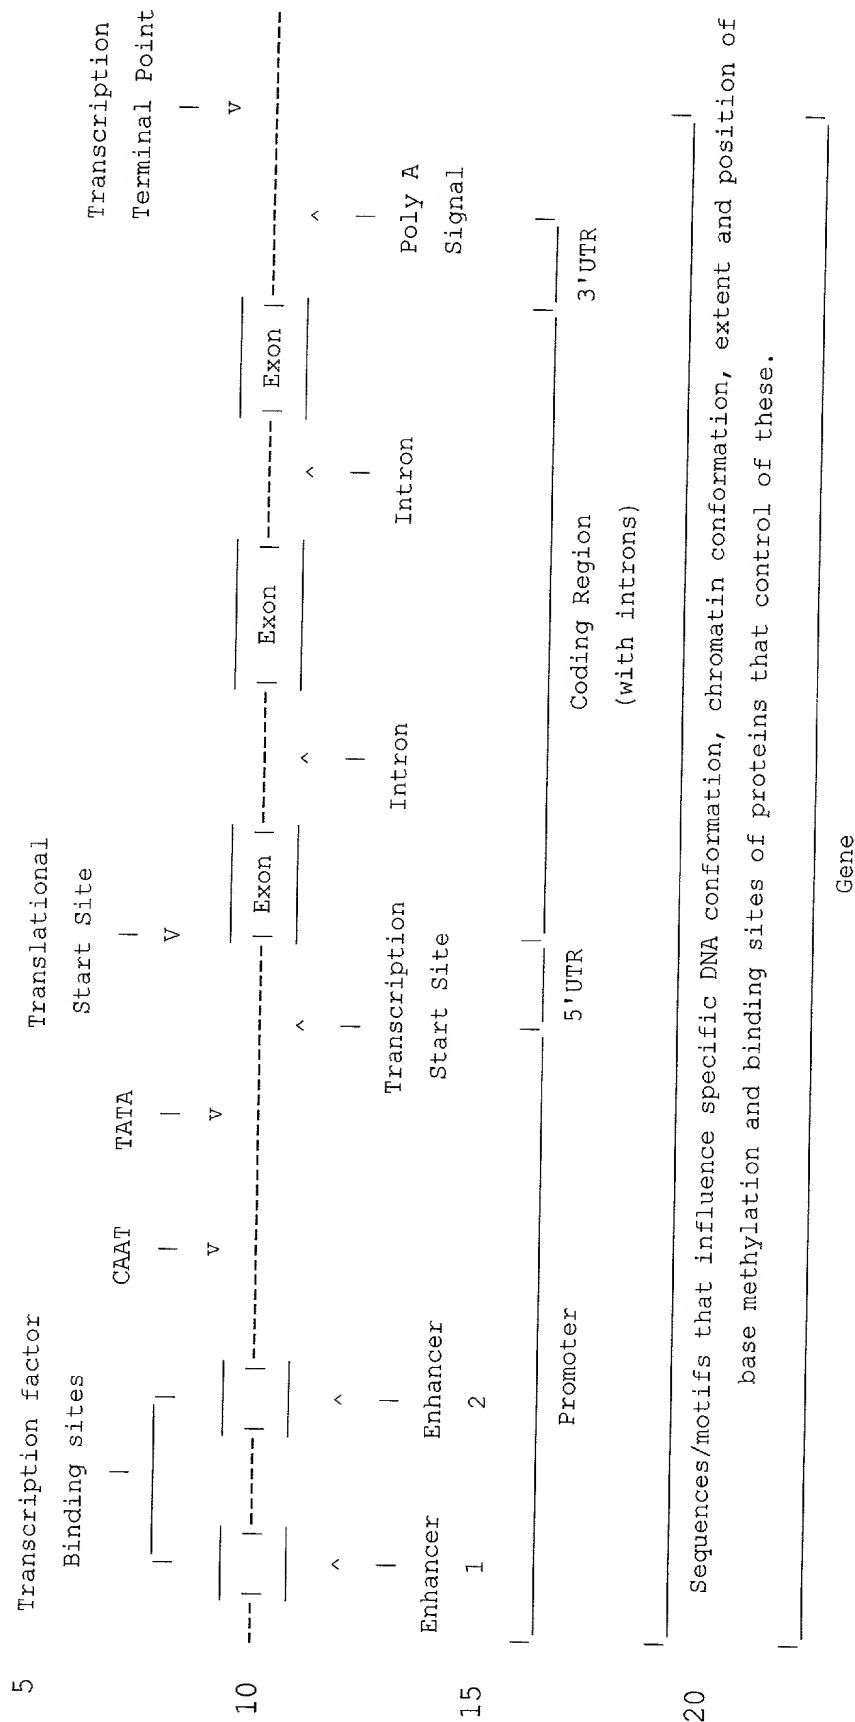 5
Transcription factor
Binding sites
CAAT
TATA
Translational
Start Site
Transcription
Terminal Point
10
Exon
Exon
Exon
Enhancer
1
Enhancer
2
Transcription
Start Site
Intron
Intron
Poly A
Signal
15
Promoter
5'UTR
Coding Region
(with introns)
3'UTR
20
Sequences/motifs that influence specific DNA conformation, chromatin conformation, extent and position of
base methylation and binding sites of proteins that control of these.
Gene